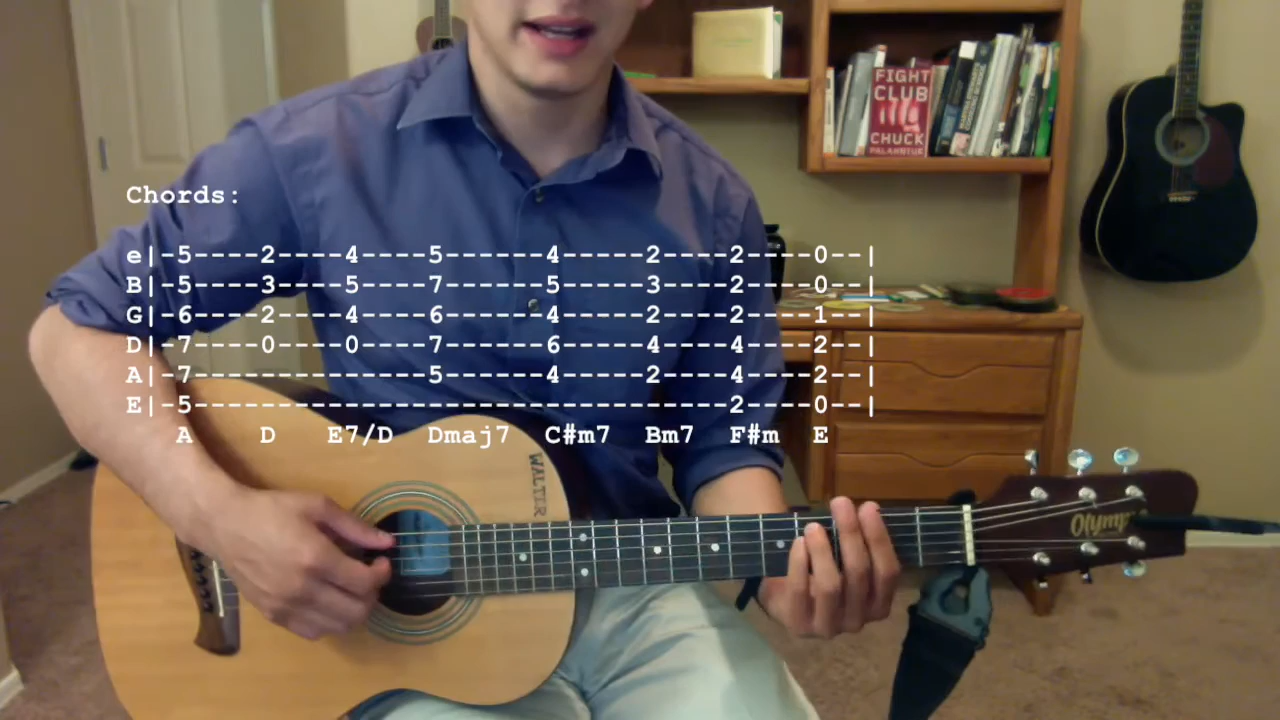 FIGHT
CLUB
CHUCK
PALAHNIUK
Chords:
e|-5----2----4----5------4-----2----2----0--|
B|-5----3----5----7------5-----3----2----0--|
G|-6----2----4----6------4-----2----2----1--|
D|-7----0----0----7------6-----4----4----2--|
A|-7--------------5------4-----2----4----2--|
E|-5--------------------------------2----0--|
A D E7/D Dmaj7 C#m7 Bm7 F#m E
WALTER